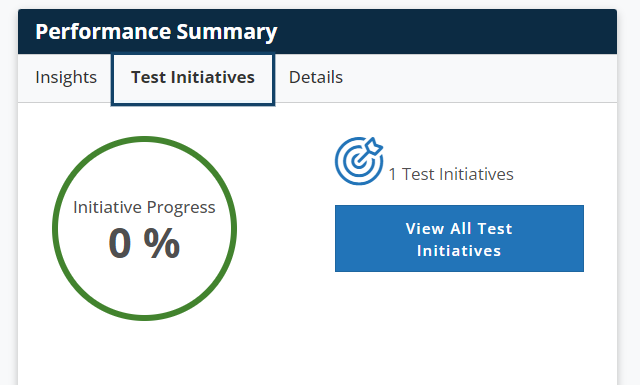 Performance Summary
Insights
Test Initiatives
Details
Initiative Progress
0 %
1 Test Initiatives
View All Test
Initiatives